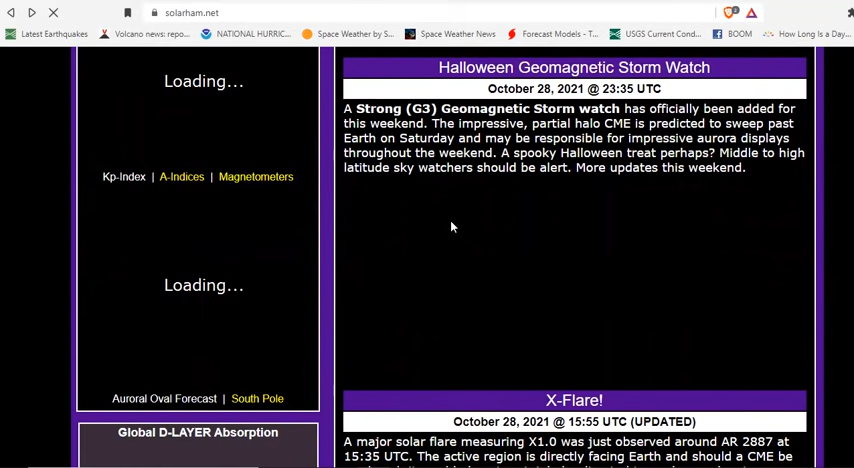 solarham.net
Latest Earthquakes
Volcano news: repo...
NATIONAL HURRIC...
Space Weather by S...
Space Weather News
Forecast Models - T...
USGS Current Cond...
BOOM
How Long Is a Day...
Loading...
Kp-Index | A-Indices | Magnetometers
Loading...
Auroral Oval Forecast | South Pole
Global D-LAYER Absorption
Halloween Geomagnetic Storm Watch
October 28, 2021 @ 23:35 UTC
A Strong (G3) Geomagnetic Storm watch has officially been added for
this weekend. The impressive, partial halo CME is predicted to sweep past
Earth on Saturday and may be responsible for impressive aurora displays
throughout the weekend. A spooky Halloween treat perhaps? Middle to high
latitude sky watchers should be alert. More updates this weekend.
X-Flare!
October 28, 2021 @ 15:55 UTC (UPDATED)
A major solar flare measuring X1.0 was just observed around AR 2887 at
15:35 UTC. The active region is directly facing Earth and should a CME be